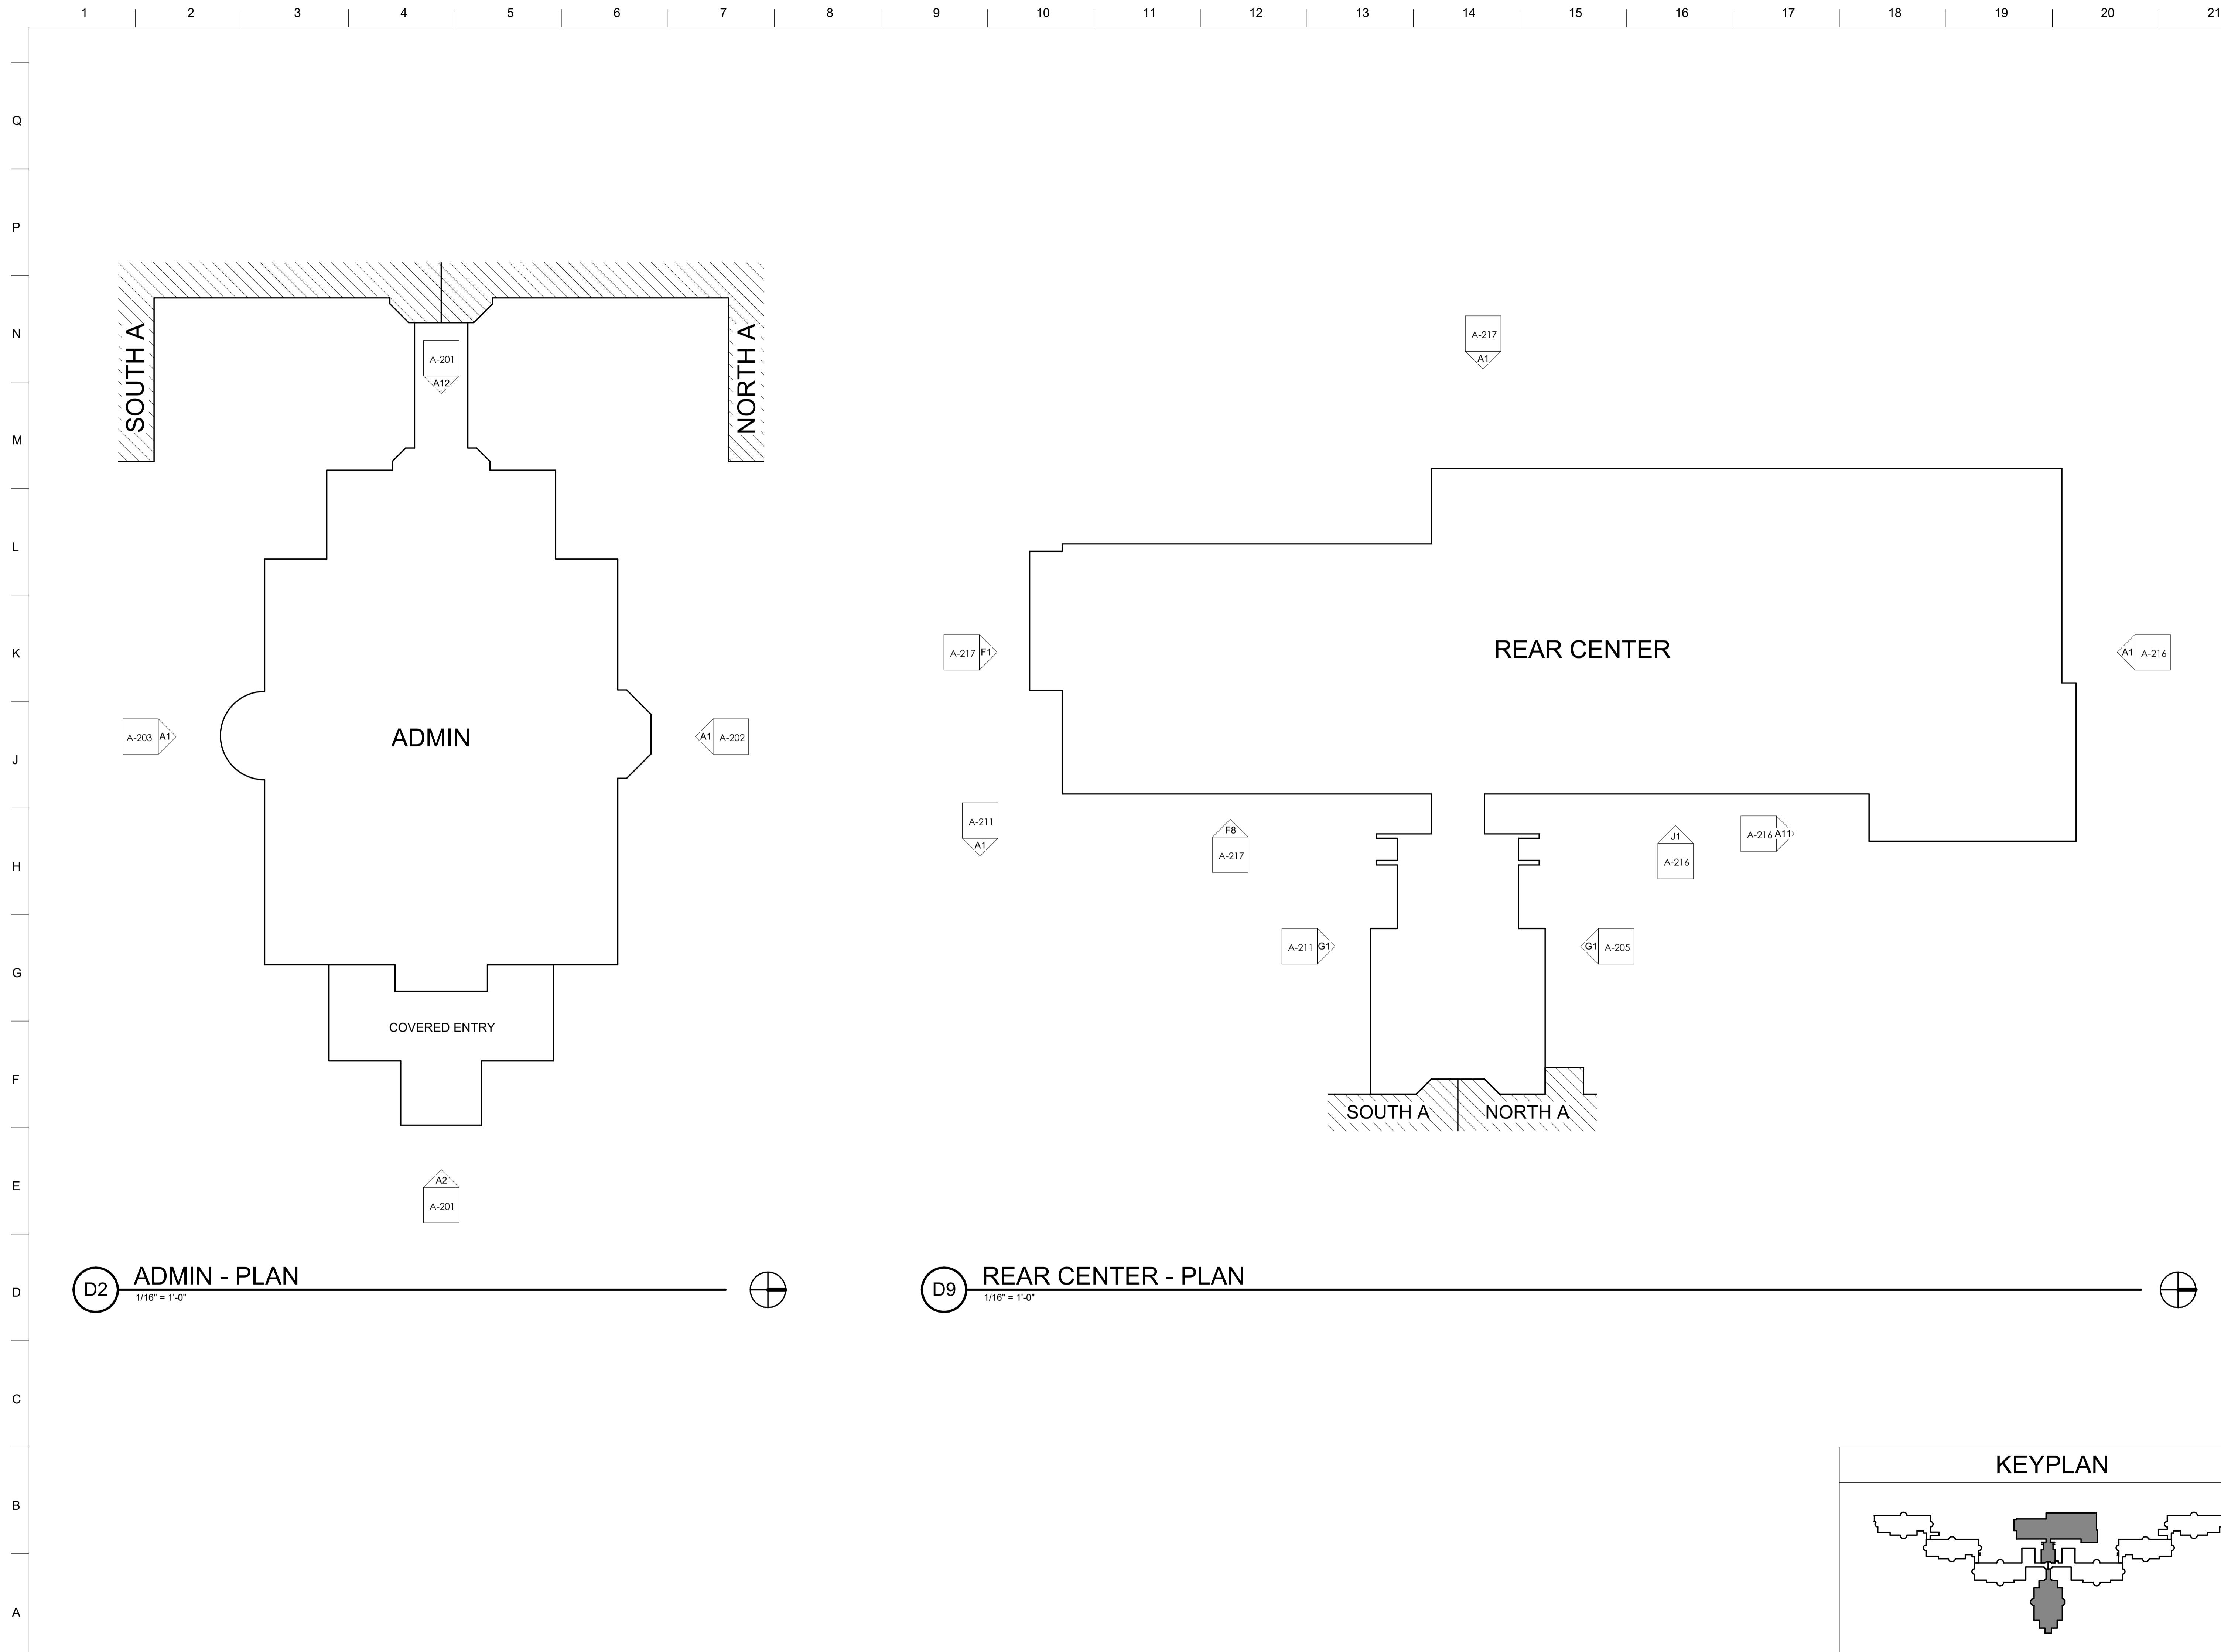 1 2 3 4 5 6 7 8 9 10 11 12 13 14 15 16 17 18 19 20 21
Q
P
N
M
L
K
J
H
G
F
E
D
C
B
A
SOUTH A
NORTH A
A-201
A12
A-203 A1
ADMIN
A1 A-202
COVERED ENTRY
A2
A-201
D2
ADMIN - PLAN
1/16" = 1'-0"
A-217
A1
A-217 F1
REAR CENTER
A1 A-216
A-211
A1
F8
A-217
J1
A-216
A-216 A11
A-211 G1
G1 A-205
SOUTH A
NORTH A
D9
REAR CENTER - PLAN
1/16" = 1'-0"
KEYPLAN